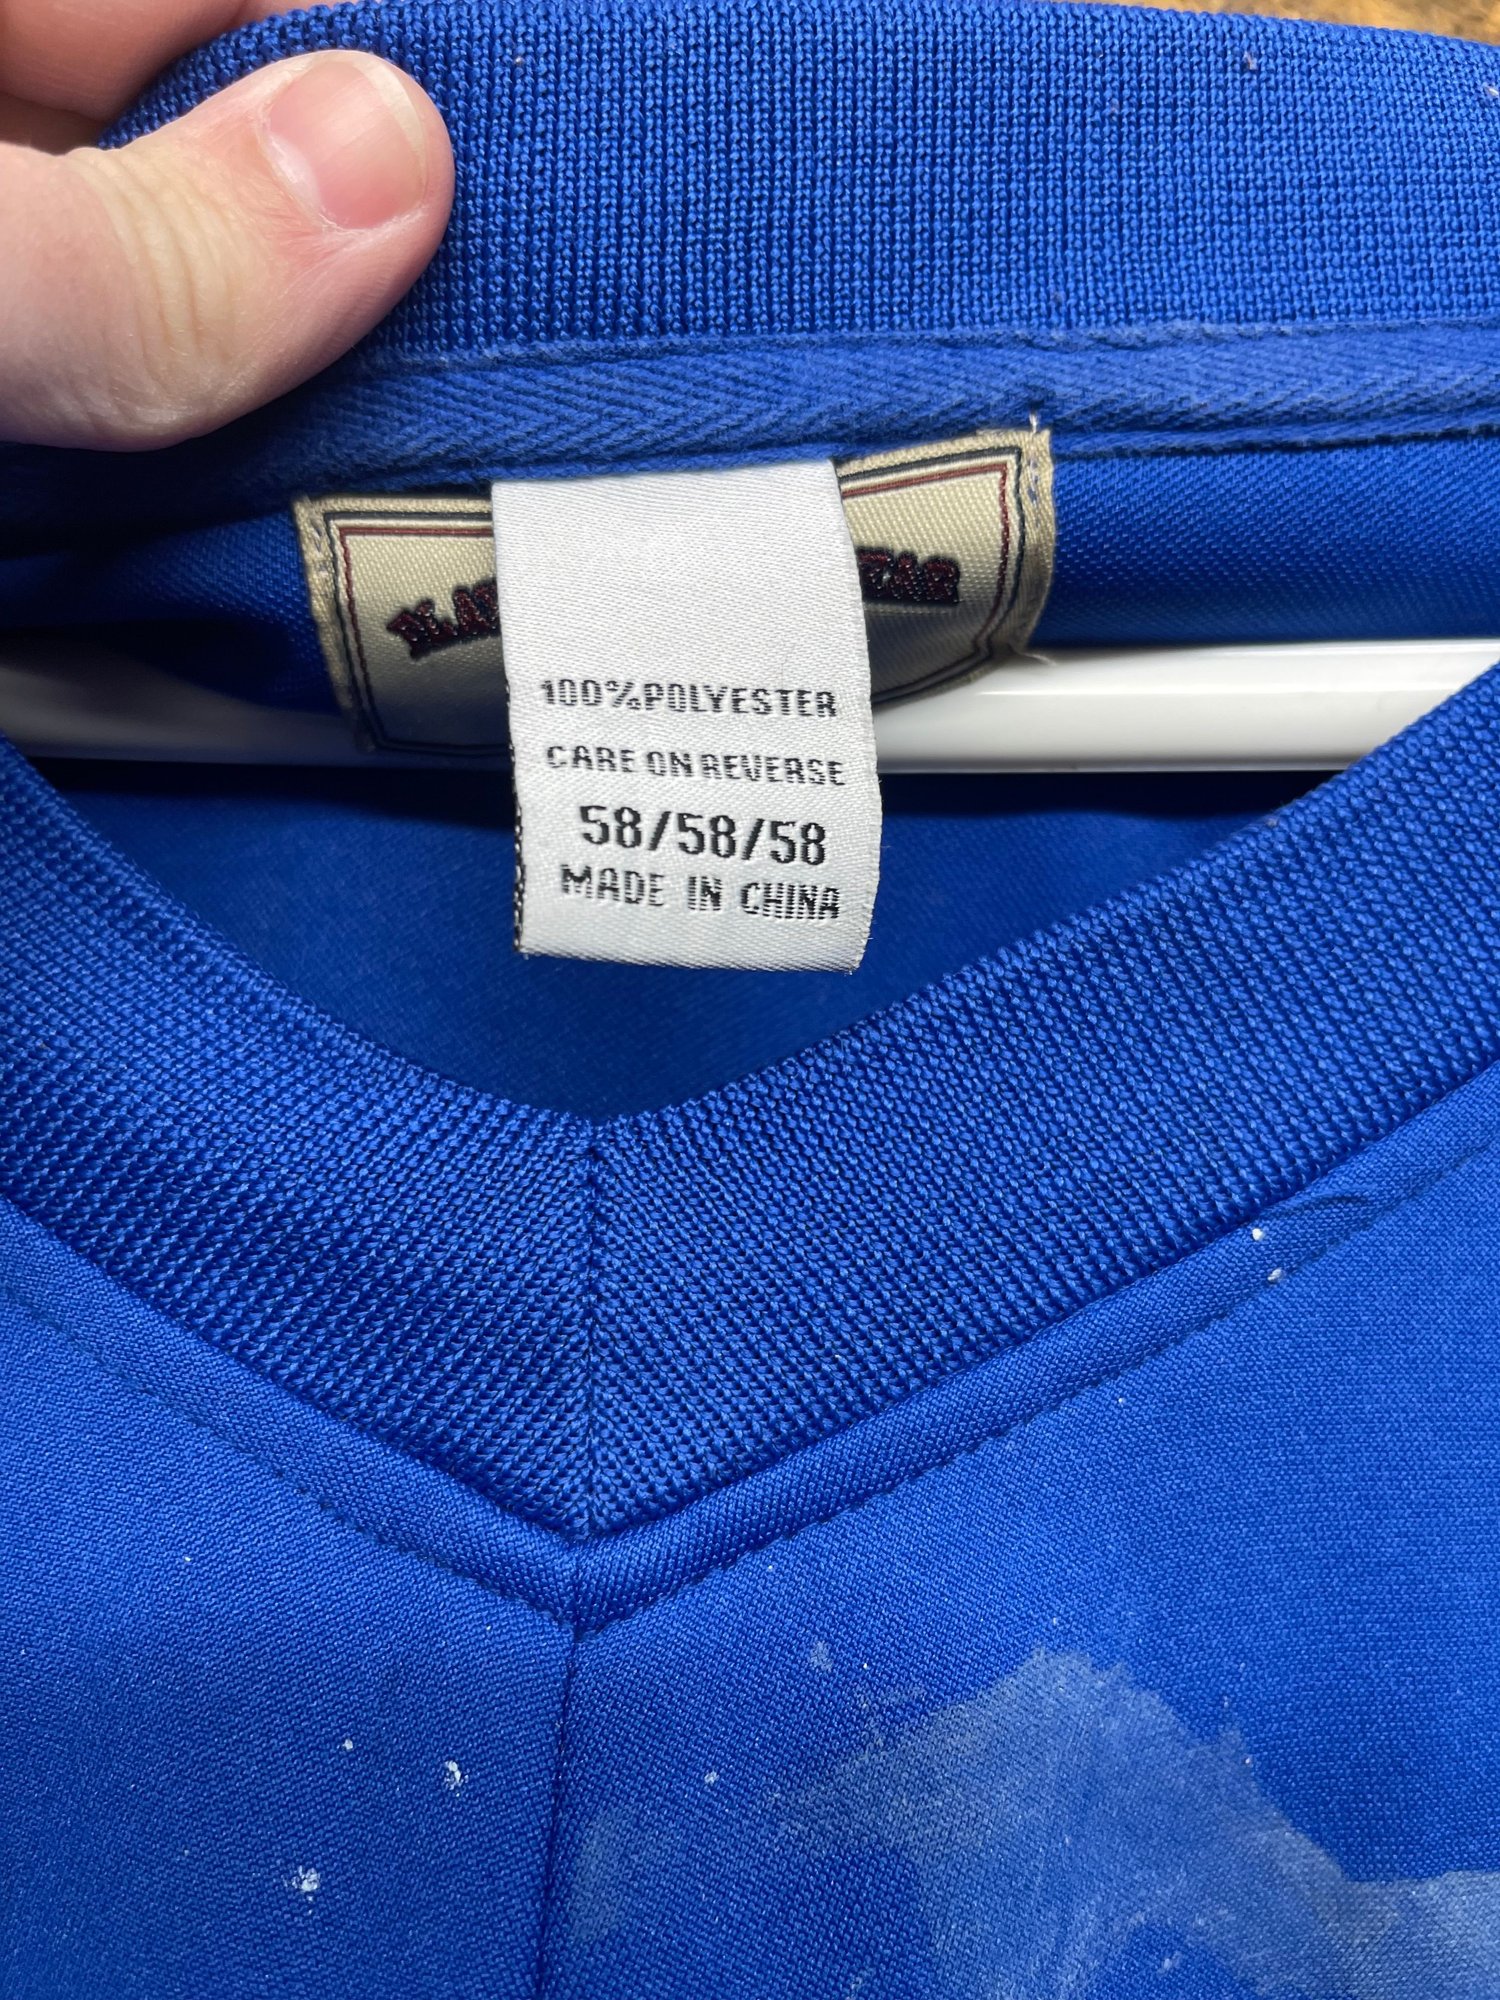 100%POLYESTER
CARE ON REVERSE
58/58/58
MADE IN CHINA